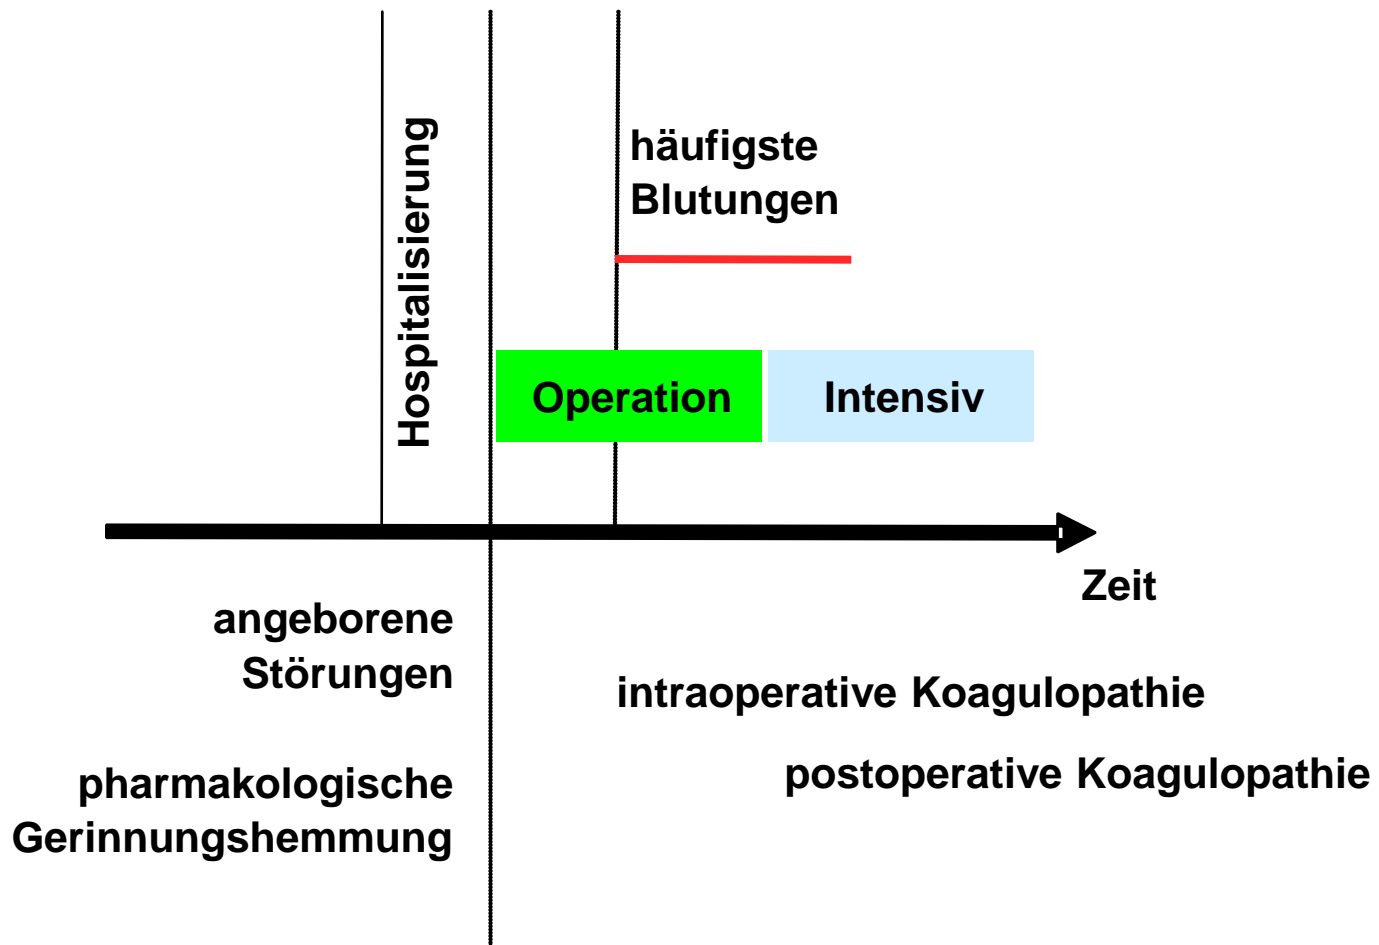 Hospitalisierung
häufigste
Blutungen
Operation
Intensiv
Zeit
angeborene
Störungen
intraoperative Koagulopathie
pharmakologische
Gerinnungshemmung
postoperative Koagulopathie